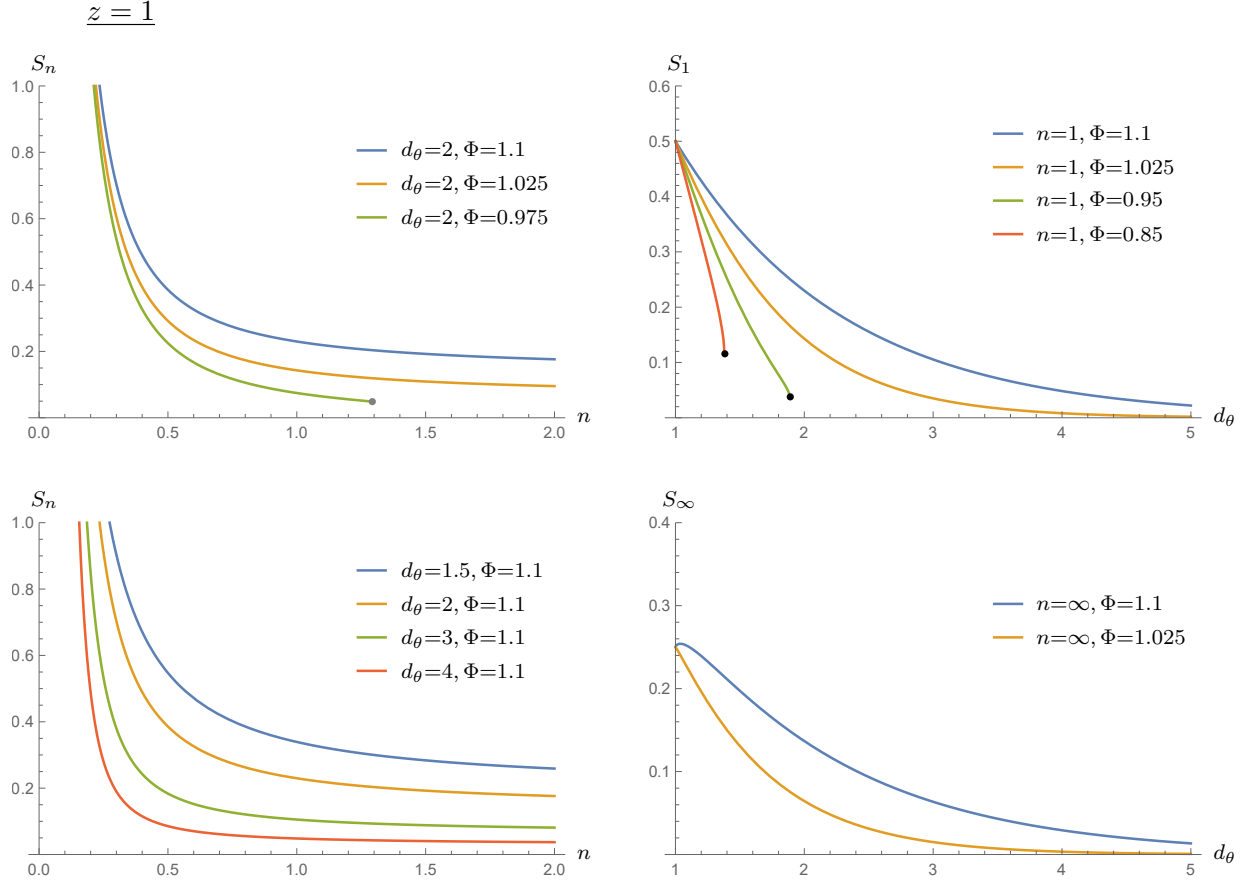 z = 1
S_n
1.0
0.8
0.6
0.4
0.2
0.0 0.5 1.0 1.5 2.0 n
d_θ=2, Φ=1.1
d_θ=2, Φ=1.025
d_θ=2, Φ=0.975
S_1
0.6
0.5
0.4
0.3
0.2
0.1
1 2 3 4 5 d_θ
n=1, Φ=1.1
n=1, Φ=1.025
n=1, Φ=0.95
n=1, Φ=0.85
S_n
1.0
0.8
0.6
0.4
0.2
0.0 0.5 1.0 1.5 2.0 n
d_θ=1.5, Φ=1.1
d_θ=2, Φ=1.1
d_θ=3, Φ=1.1
d_θ=4, Φ=1.1
S_∞
0.4
0.3
0.2
0.1
1 2 3 4 5 d_θ
n=∞, Φ=1.1
n=∞, Φ=1.025